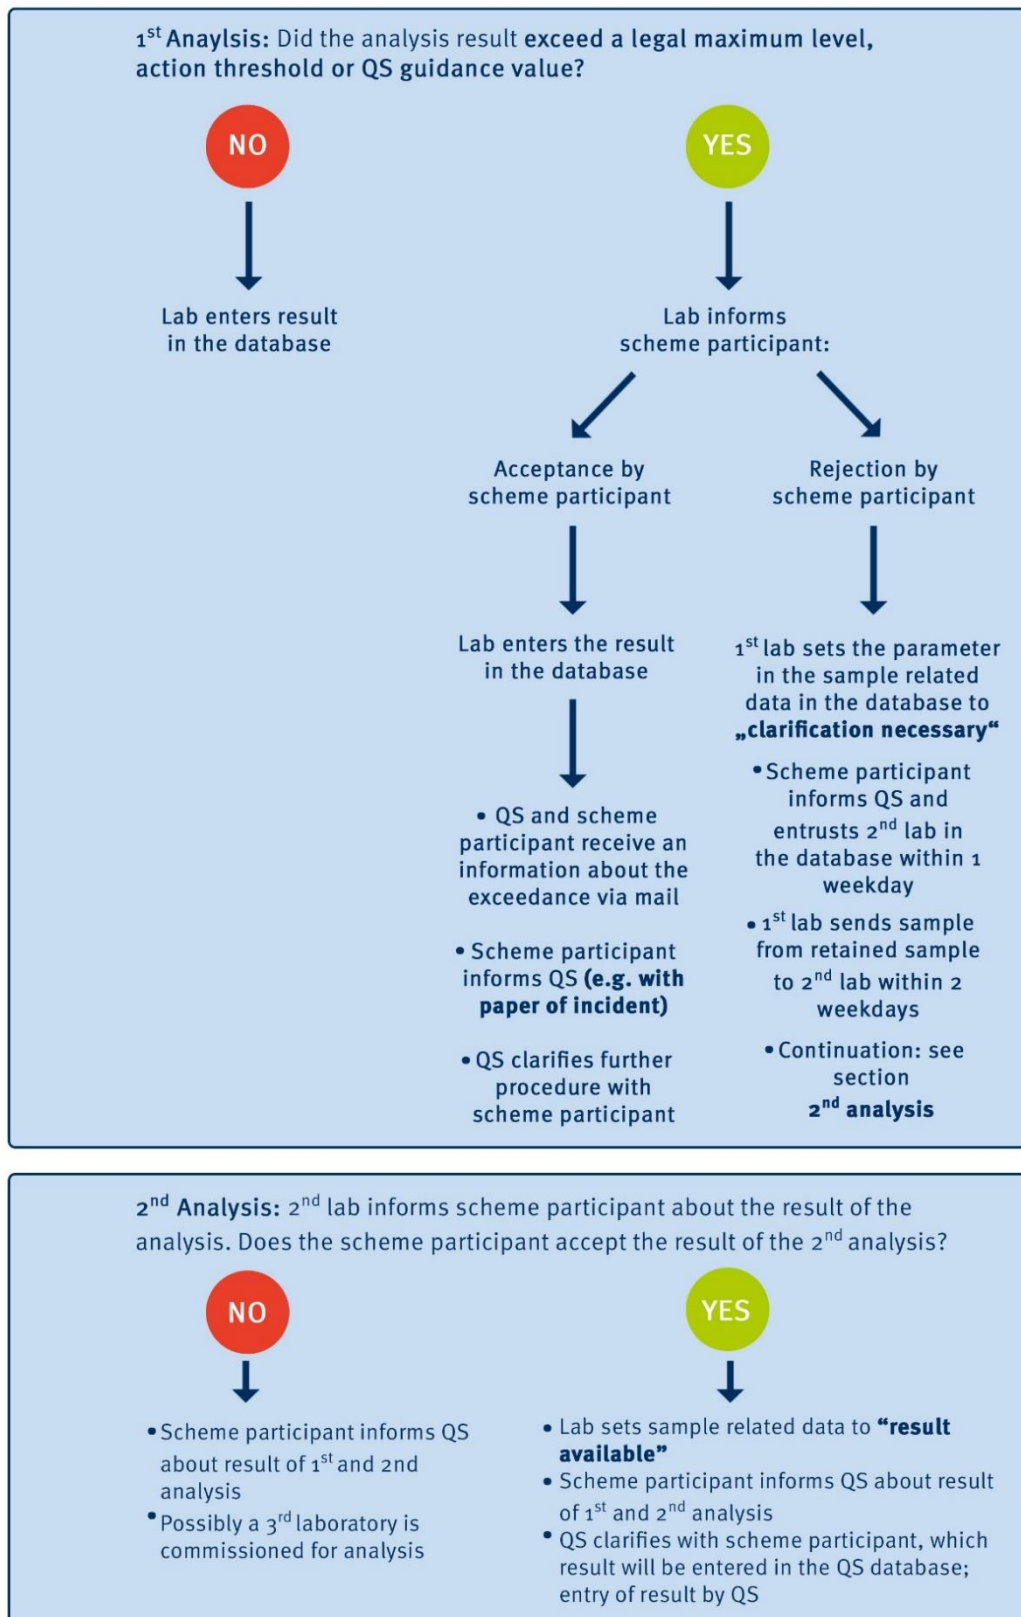 1st Anaylsis: Did the analysis result exceed a legal maximum level,
action threshold or QS guidance value?
NO
YES
Lab enters result
in the database
Lab informs
scheme participant:
Acceptance by
scheme participant
Rejection by
scheme participant
Lab enters the result
in the database
1st lab sets the parameter
in the sample related
data in the database to
„clarification necessary“
• QS and scheme
participant receive an
information about the
exceedance via mail
• Scheme participant
informs QS (e.g. with
paper of incident)
• QS clarifies further
procedure with
scheme participant
• Scheme participant
informs QS and
entrusts 2nd lab in
the database within 1
weekday
• 1st lab sends sample
from retained sample
to 2nd lab within 2
weekdays
• Continuation: see
section
2nd analysis
2nd Analysis: 2nd lab informs scheme participant about the result of the
analysis. Does the scheme participant accept the result of the 2nd analysis?
NO
YES
• Scheme participant informs QS
about result of 1st and 2nd
analysis
• Possibly a 3rd laboratory is
commissioned for analysis
• Lab sets sample related data to “result
available”
• Scheme participant informs QS about result
of 1st and 2nd analysis
• QS clarifies with scheme participant, which
result will be entered in the QS database;
entry of result by QS